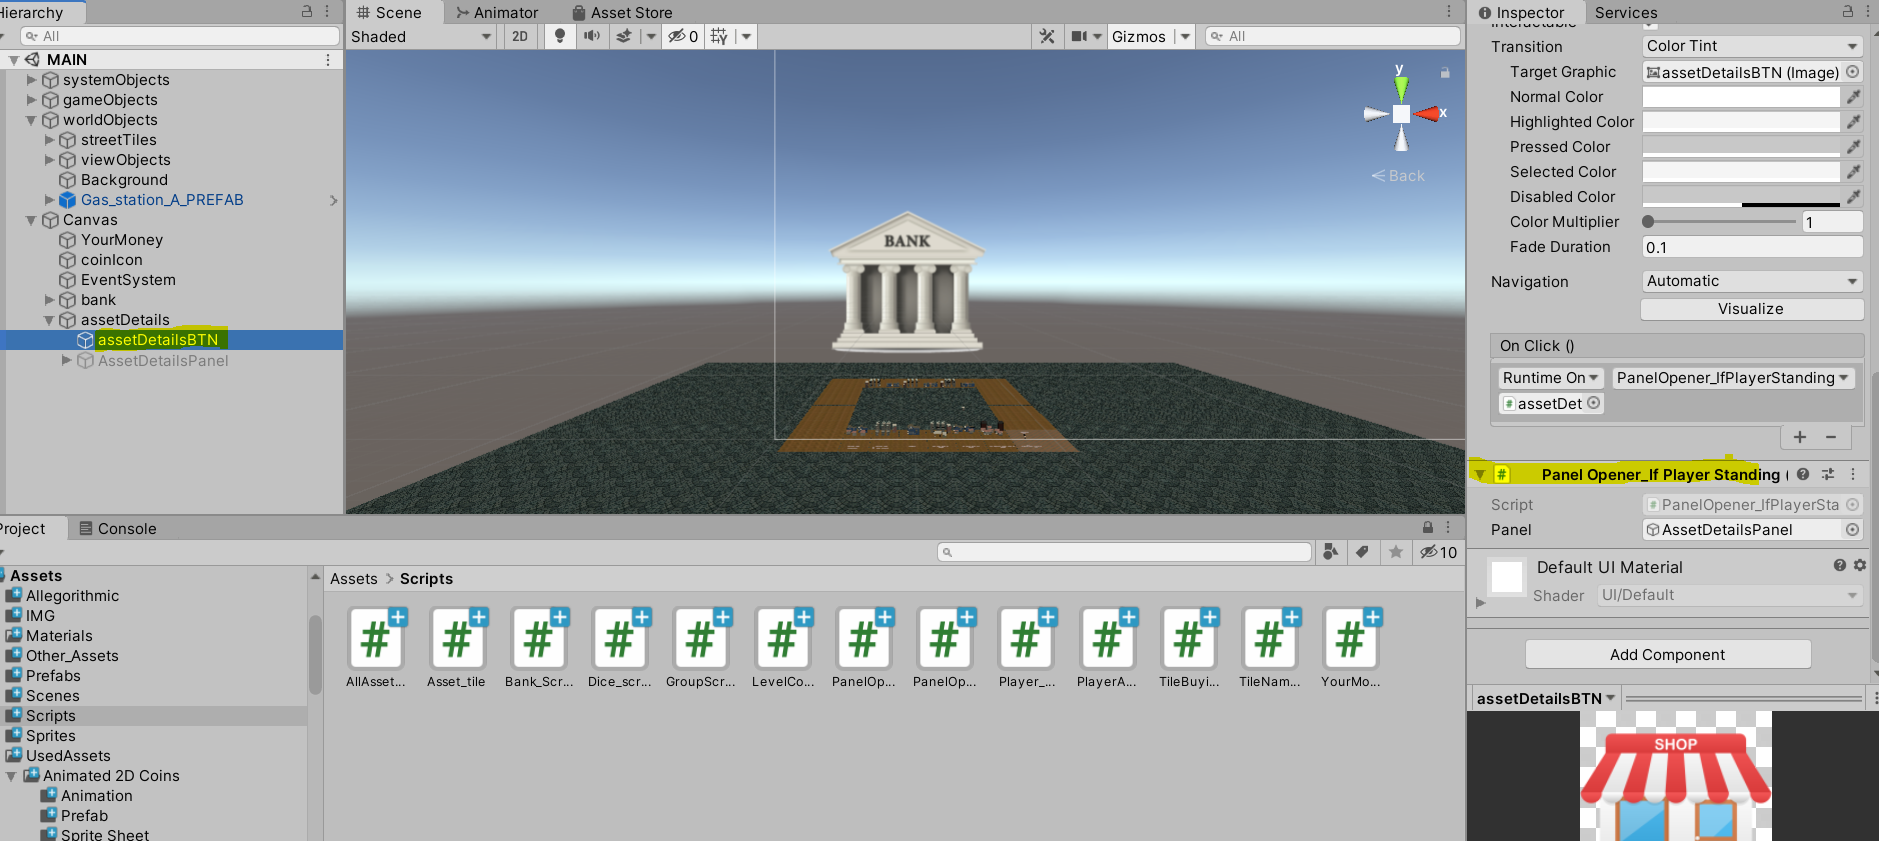 Hierarchy
All
MAIN
systemObjects
gameObjects
worldObjects
streetTiles
viewObjects
Background
Gas_station_A_PREFAB
Canvas
YourMoney
coinIcon
EventSystem
bank
assetDetails
assetDetailsBTN
AssetDetailsPanel
Scene
Animator
Asset Store
Shaded
2D
0
Gizmos
All
y
x
Back
BANK
Project
Console
10
Assets
Allegorithmic
IMG
Materials
Other_Assets
Prefabs
Scenes
Scripts
Sprites
UsedAssets
Animated 2D Coins
Animation
Prefab
Sprite Sheet
Assets > Scripts
AllAsset...
Asset_tile
Bank_Scr...
Dice_scr...
GroupScr...
LevelCo...
PanelOp...
PanelOp...
Player_...
PlayerA...
TileBuyi...
TileNam...
YourMo...
Inspector
Services
Interactable
Transition
Color Tint
Target Graphic
assetDetailsBTN (Image)
Normal Color
Highlighted Color
Pressed Color
Selected Color
Disabled Color
Color Multiplier
1
Fade Duration
0.1
Navigation
Automatic
Visualize
On Click ()
Runtime On
PanelOpener_IfPlayerStanding
assetDet
Panel Opener_If Player Standing (
Script
PanelOpener_IfPlayerSta
Panel
AssetDetailsPanel
Default UI Material
Shader
UI/Default
Add Component
assetDetailsBTN
SHOP